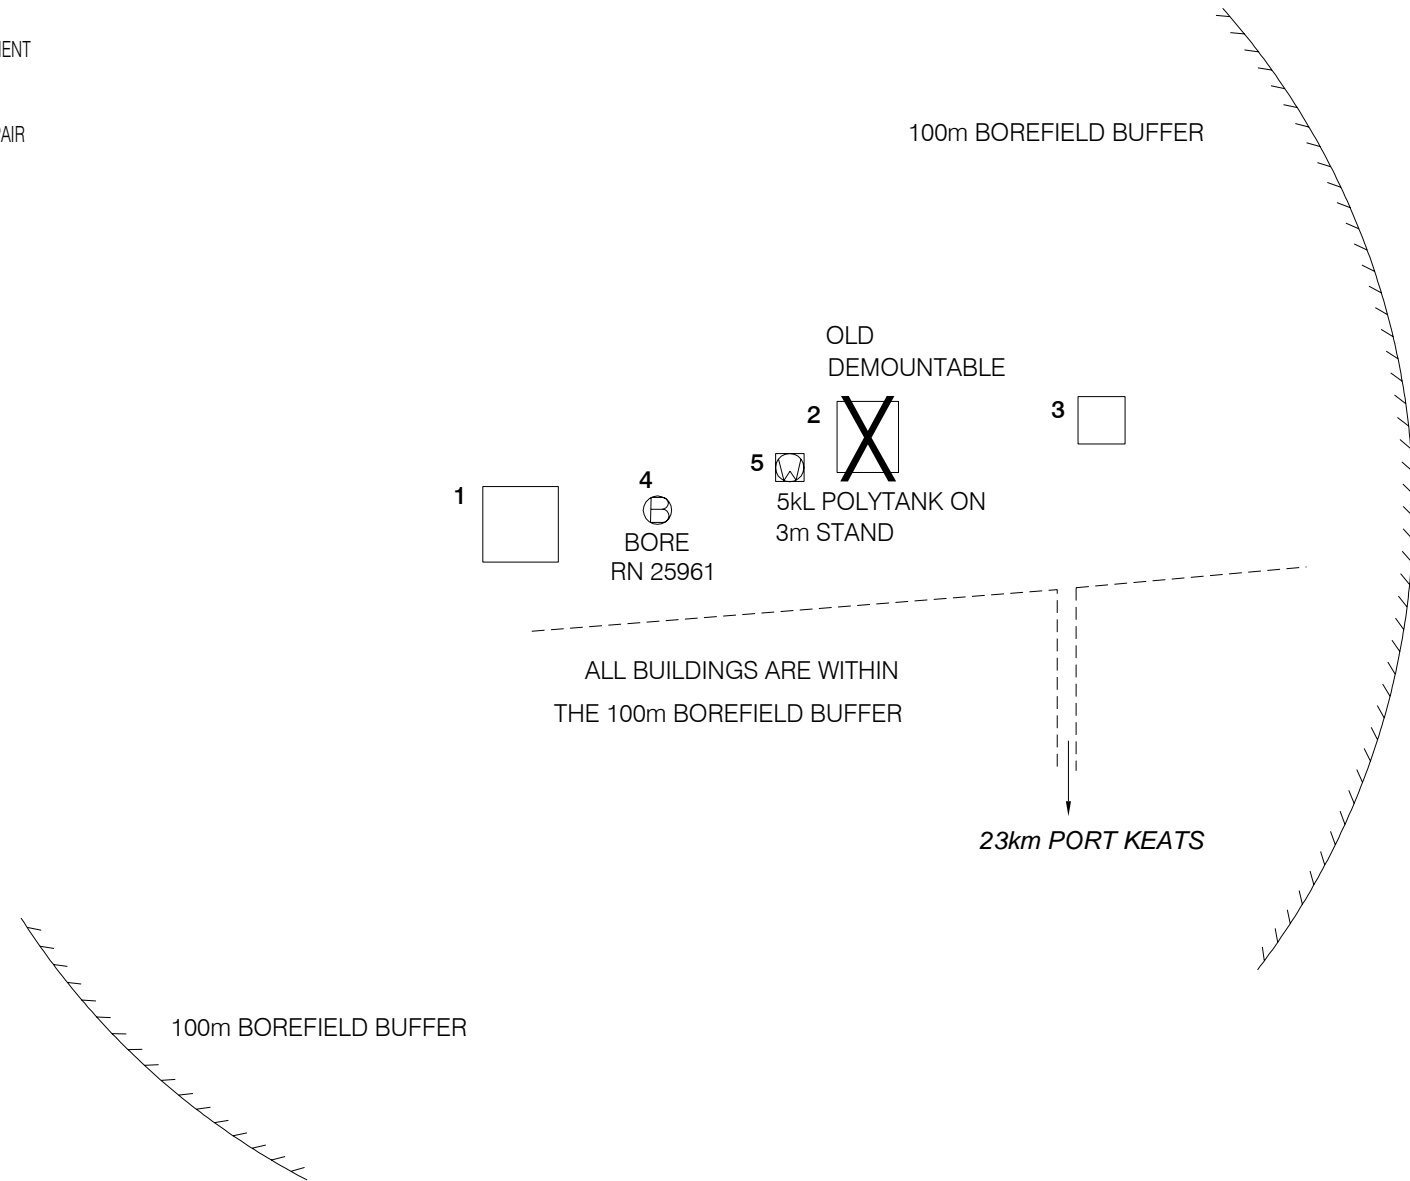 100m BOREFIELD BUFFER
OLD
DEMOUNTABLE
2
3
5
4
1
B
W
5kL POLYTANK ON
3m STAND
BORE
RN 25961
ALL BUILDINGS ARE WITHIN
THE 100m BOREFIELD BUFFER
23km PORT KEATS
100m BOREFIELD BUFFER